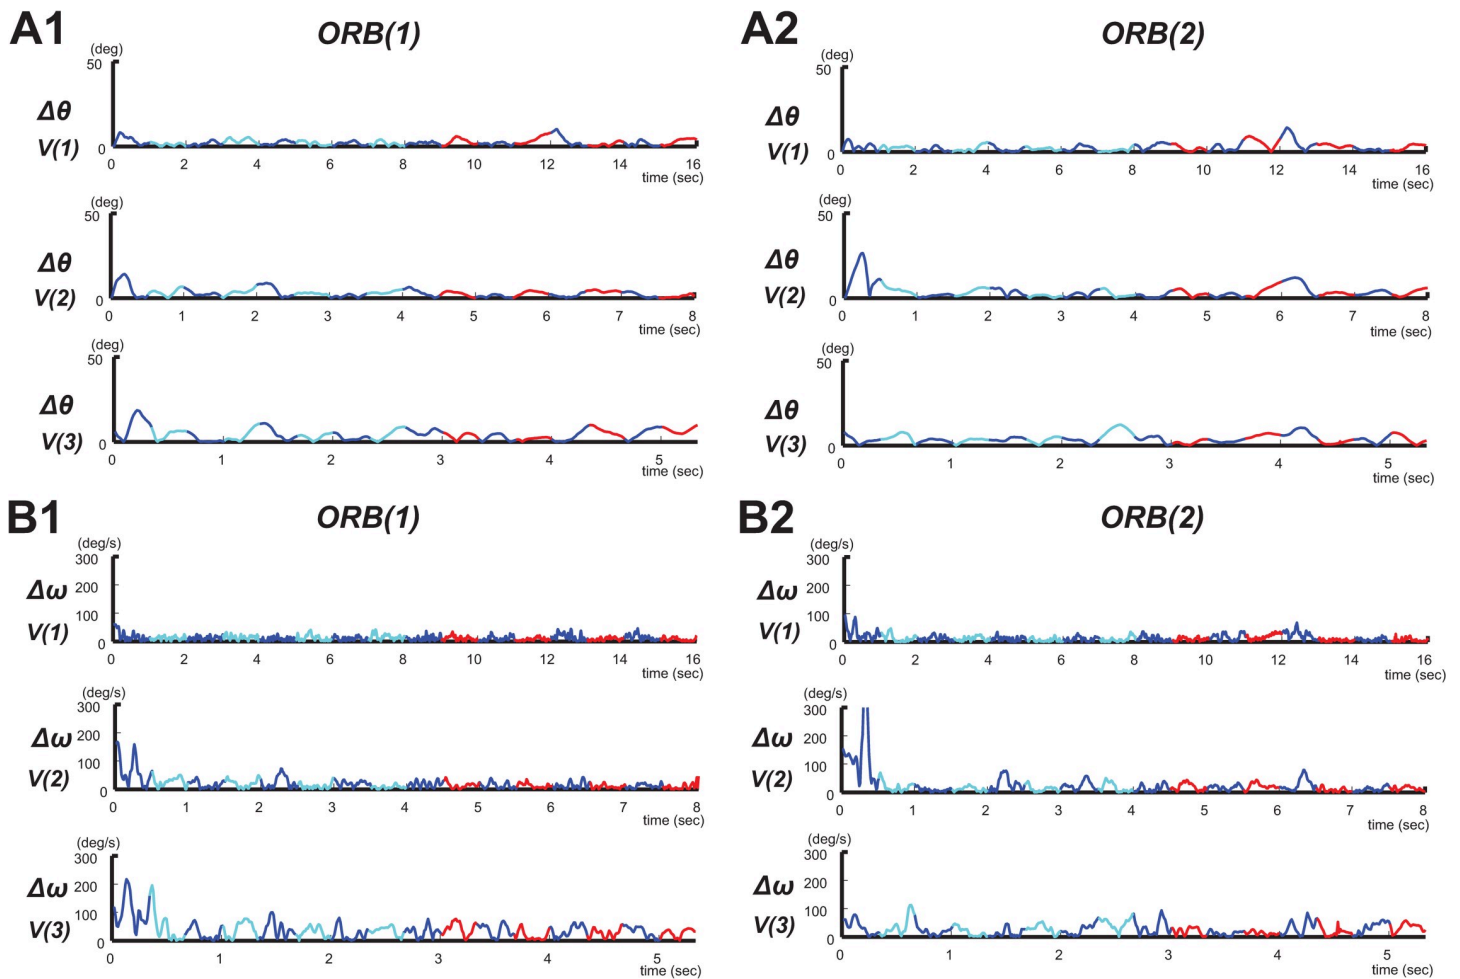 A1
ORB(1)
(deg)
50
Δθ
V(1)
0
0 2 4 6 8 10 12 14 16
time (sec)
(deg)
50
Δθ
V(2)
0
0 1 2 3 4 5 6 7 8
time (sec)
(deg)
50
Δθ
V(3)
0
0 1 2 3 4 5
time (sec)
A2
ORB(2)
(deg)
50
Δθ
V(1)
0
0 2 4 6 8 10 12 14 16
time (sec)
(deg)
50
Δθ
V(2)
0
0 1 2 3 4 5 6 7 8
time (sec)
(deg)
50
Δθ
V(3)
0
0 1 2 3 4 5
time (sec)
B1
ORB(1)
(deg/s)
300
200
100
0
Δω
V(1)
0 2 4 6 8 10 12 14 16
time (sec)
(deg/s)
300
200
100
0
Δω
V(2)
0 1 2 3 4 5 6 7 8
time (sec)
(deg/s)
300
200
100
0
Δω
V(3)
0 1 2 3 4 5
time (sec)
B2
ORB(2)
(deg/s)
300
200
100
0
Δω
V(1)
0 2 4 6 8 10 12 14 16
time (sec)
(deg/s)
300
200
100
0
Δω
V(2)
0 1 2 3 4 5 6 7 8
time (sec)
(deg/s)
300
200
100
0
Δω
V(3)
0 1 2 3 4 5
time (sec)